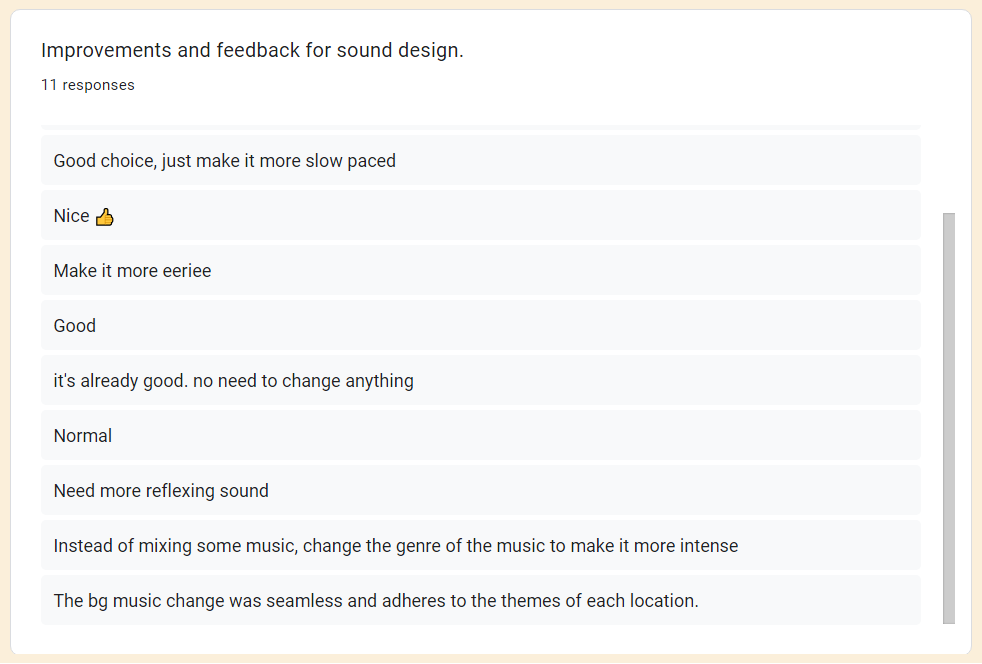 Improvements and feedback for sound design.
11 responses
Good choice, just make it more slow paced
Nice 👍
Make it more eeriee
Good
it's already good. no need to change anything
Normal
Need more reflexing sound
Instead of mixing some music, change the genre of the music to make it more intense
The bg music change was seamless and adheres to the themes of each location.